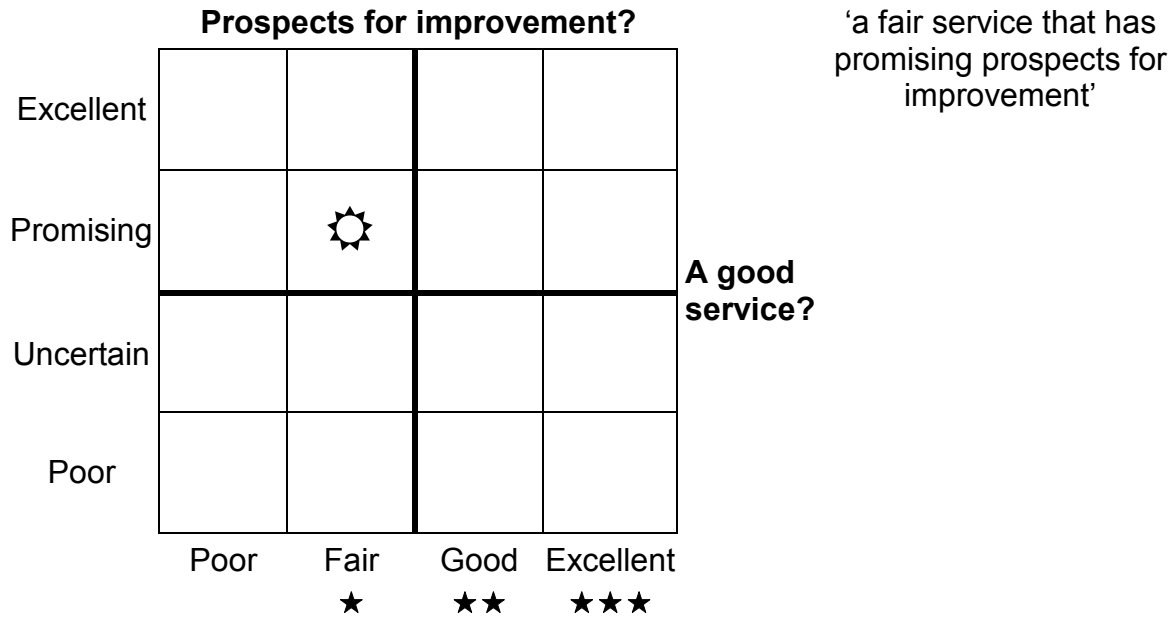 Prospects for improvement?
‘a fair service that has
promising prospects for
improvement’
Excellent
Promising
A good
service?
Uncertain
Poor
Poor Fair Good Excellent
★ ★★ ★★★